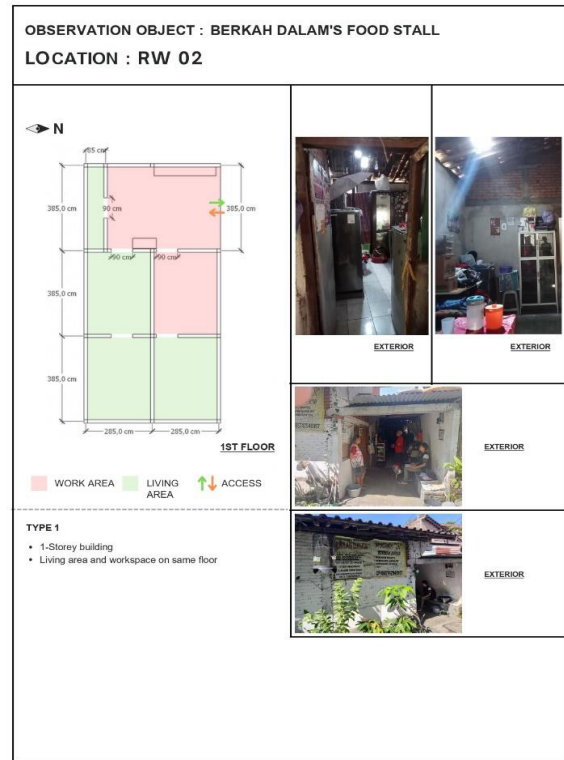 OBSERVATION OBJECT : BERKAH DALAM'S FOOD STALL
LOCATION : RW 02
N
85 cm
385,0 cm
90 cm
385,0 cm
90 cm
90 cm
385,0 cm
385,0 cm
285,0 cm
285,0 cm
1ST FLOOR
WORK AREA
LIVING AREA
ACCESS
EXTERIOR
EXTERIOR
EXTERIOR
EXTERIOR
TYPE 1
• 1-Storey building
• Living area and workspace on same floor